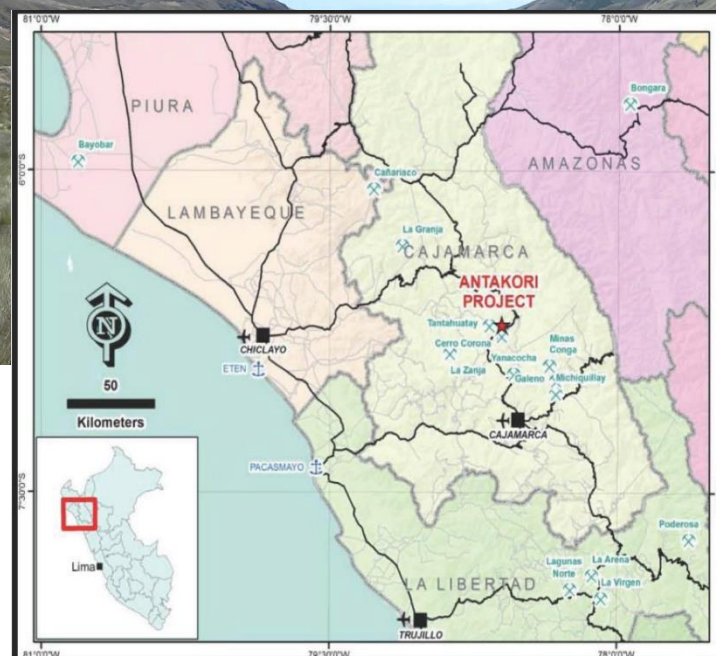 81°0'0"W
79°30'0"W
78°0'0"W
Bongara
PIURA
AMAZONAS
Bayobar
6°0'0"S
Cañariaco
LAMBAYEQUE
La Granja
CAJAMARCA
ANTAKORI
PROJECT
N
Tantahuatay
CHICLAYO
Cerro Corona
Yanacocha
Minas
Conga
ETEN
La Zanja
Galeno
Michiquillay
50
Kilometers
CAJAMARCA
PACASMAYO
7°30'0"S
Poderosa
Lima
Lagunas
Norte
La Arena
La Virgen
LA LIBERTAD
TRUJILLO
81°0'0"W
79°30'0"W
78°0'0"W